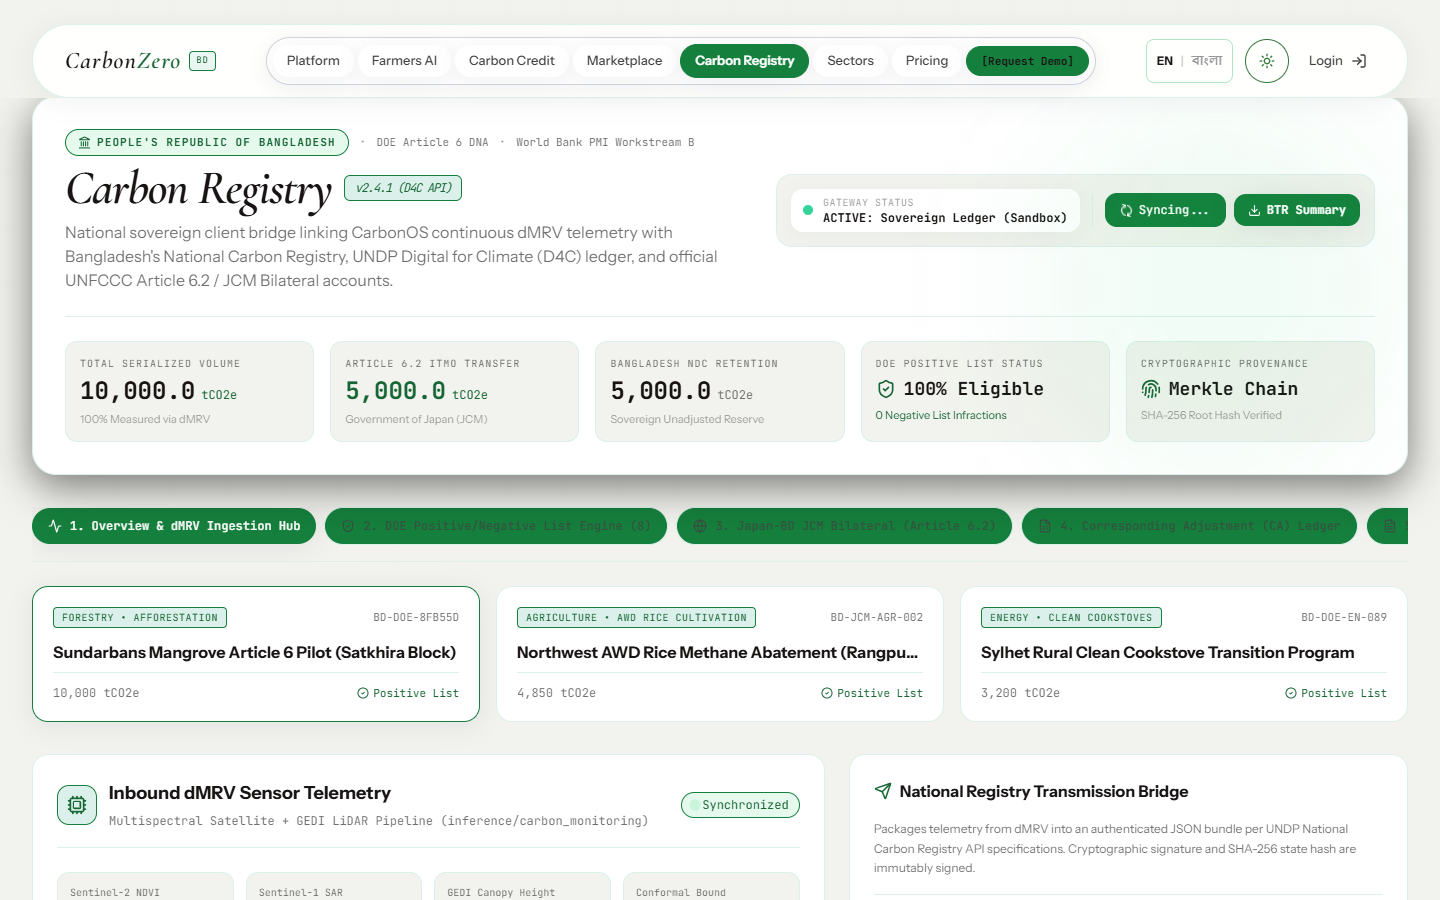 CarbonZero BD
Platform
Farmers AI
Carbon Credit
Marketplace
Carbon Registry
Sectors
Pricing
[Request Demo]
EN | বাংলা
Login
PEOPLE'S REPUBLIC OF BANGLADESH · DOE Article 6 DNA · World Bank PMI Workstream B
Carbon Registry v2.4.1 (D4C API)
National sovereign client bridge linking CarbonOS continuous dMRV telemetry with
Bangladesh's National Carbon Registry, UNDP Digital for Climate (D4C) ledger, and official
UNFCCC Article 6.2 / JCM Bilateral accounts.
GATEWAY STATUS
ACTIVE: Sovereign Ledger (Sandbox)
Syncing...
BTR Summary
TOTAL SERIALIZED VOLUME
10,000.0 tCO2e
100% Measured via dMRV
ARTICLE 6.2 ITMO TRANSFER
5,000.0 tCO2e
Government of Japan (JCM)
BANGLADESH NDC RETENTION
5,000.0 tCO2e
Sovereign Unadjusted Reserve
DOE POSITIVE LIST STATUS
100% Eligible
0 Negative List Infractions
CRYPTOGRAPHIC PROVENANCE
Merkle Chain
SHA-256 Root Hash Verified
1. Overview & dMRV Ingestion Hub
2. DOE Positive/Negative List Engine (8)
3. Japan-BD JCM Bilateral (Article 6.2)
4. Corresponding Adjustment (CA) Ledger
FORESTRY • AFFORESTATION
BD-DOE-8FB55D
Sundarbans Mangrove Article 6 Pilot (Satkhira Block)
10,000 tCO2e
Positive List
AGRICULTURE • AWD RICE CULTIVATION
BD-JCM-AGR-002
Northwest AWD Rice Methane Abatement (Rangpu...
4,850 tCO2e
Positive List
ENERGY • CLEAN COOKSTOVES
BD-DOE-EN-089
Sylhet Rural Clean Cookstove Transition Program
3,200 tCO2e
Positive List
Inbound dMRV Sensor Telemetry
Multispectral Satellite + GEDI LiDAR Pipeline (inference/carbon_monitoring)
Synchronized
Sentinel-2 NDVI
Sentinel-1 SAR
GEDI Canopy Height
Conformal Bound
National Registry Transmission Bridge
Packages telemetry from dMRV into an authenticated JSON bundle per UNDP National
Carbon Registry API specifications. Cryptographic signature and SHA-256 state hash are
immutably signed.